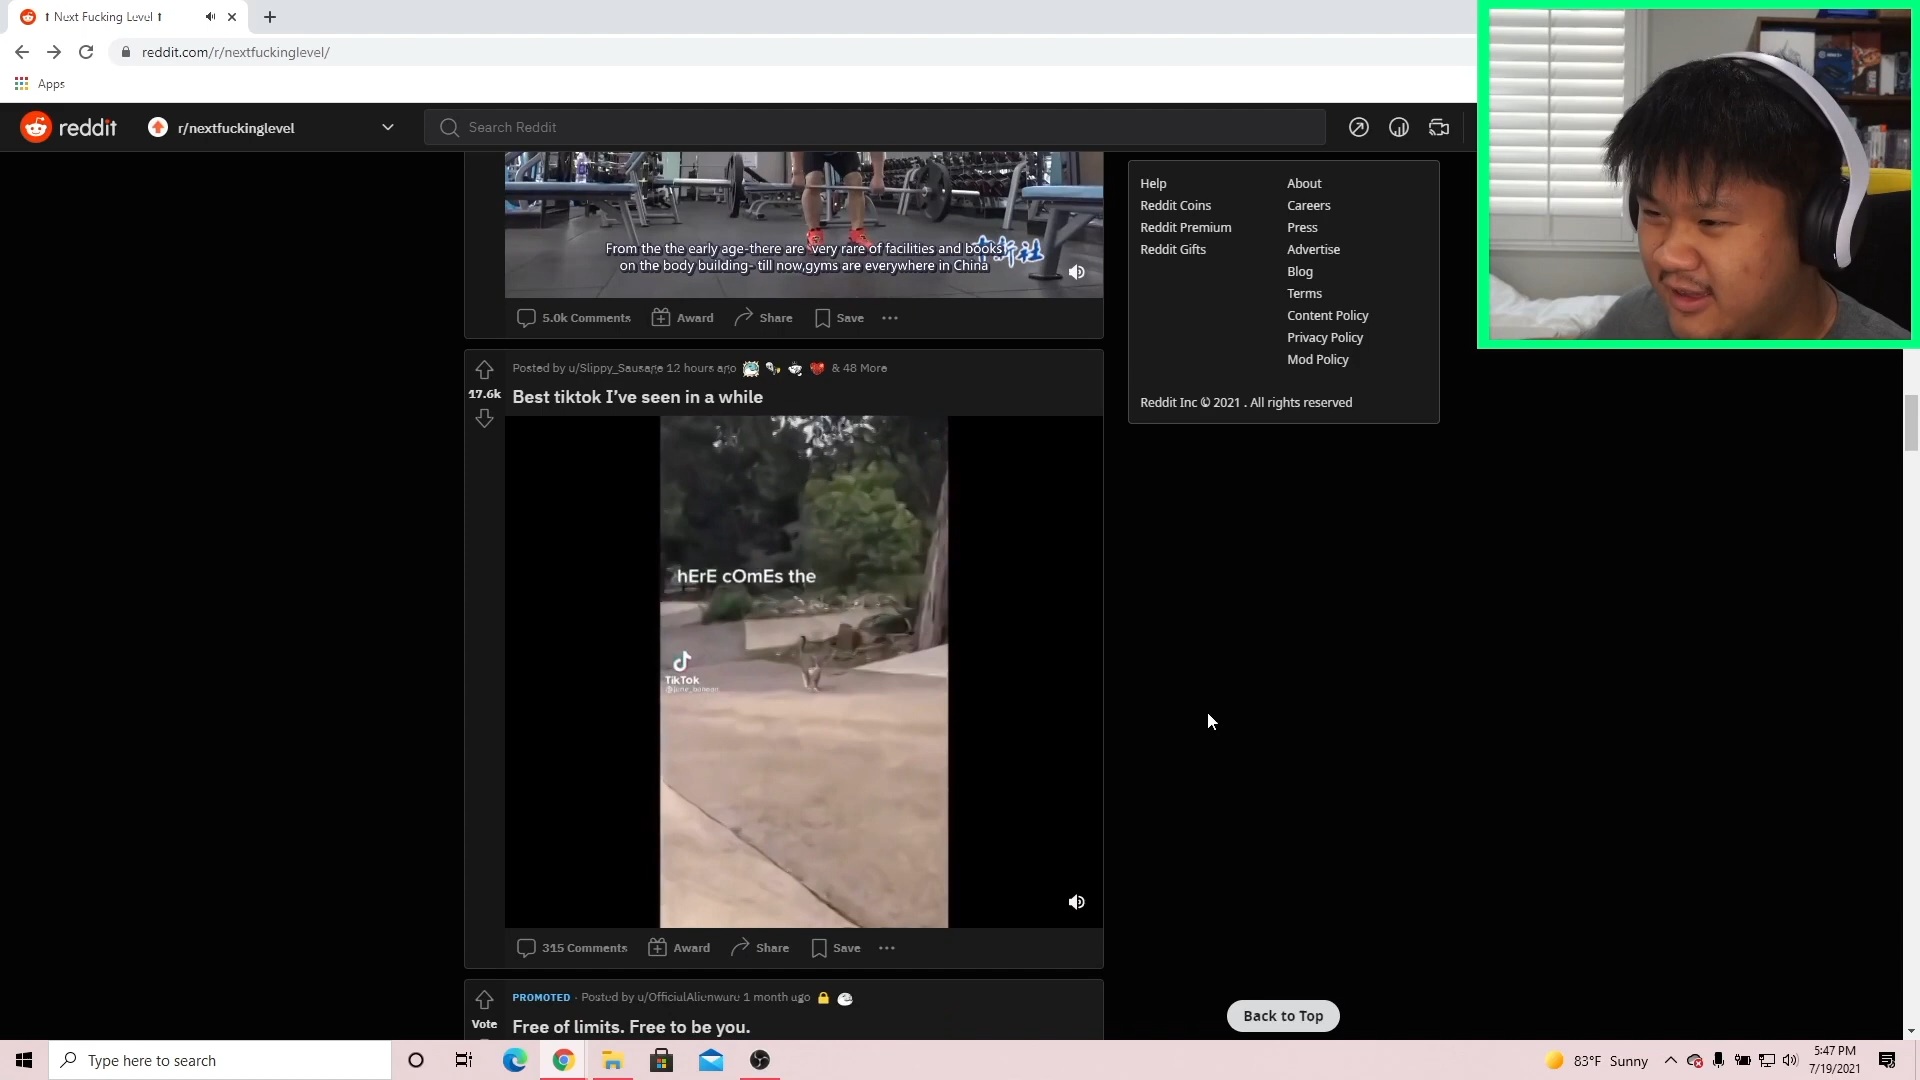 ↑ Next Fucking Level ↑
reddit.com/r/nextfuckinglevel/
Apps
reddit
r/nextfuckinglevel
Search Reddit
From the the early age-there are very rare of facilities and books
on the body building- till now,gyms are everywhere in China
5.0k Comments
Award
Share
Save
Help
About
Reddit Coins
Careers
Reddit Premium
Press
Reddit Gifts
Advertise
Blog
Terms
Content Policy
Privacy Policy
Mod Policy
Reddit Inc © 2021 . All rights reserved
Posted by u/Slippy_Sausage 12 hours ago & 48 More
17.6k
Best tiktok I’ve seen in a while
hErE cOmEs the
TikTok
315 Comments
Award
Share
Save
PROMOTED · Posted by u/OfficialAlienware 1 month ago
Vote
Free of limits. Free to be you.
Back to Top
Type here to search
83°F Sunny
5:47 PM
7/19/2021